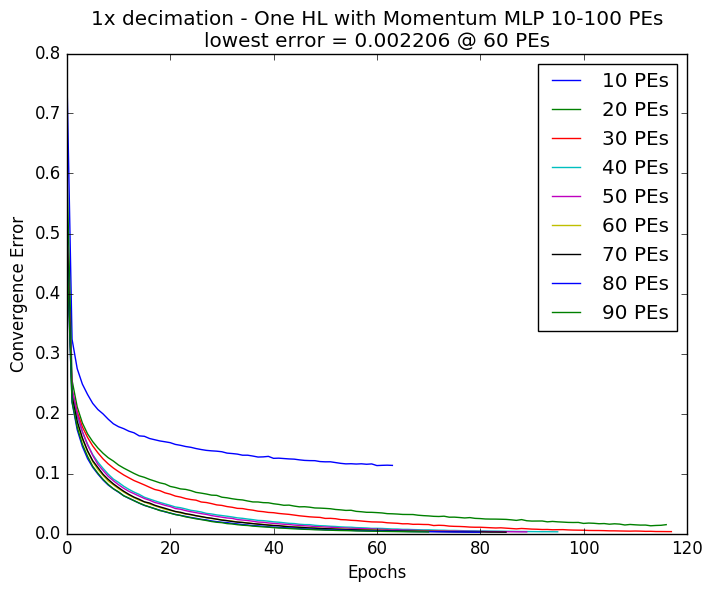 1x decimation - One HL with Momentum MLP 10-100 PEs
lowest error = 0.002206 @ 60 PEs
0.8
0.7
0.6
0.5
0.4
0.3
0.2
0.1
0.0
Convergence Error
10 PEs
20 PEs
30 PEs
40 PEs
50 PEs
60 PEs
70 PEs
80 PEs
90 PEs
0 20 40 60 80 100 120
Epochs